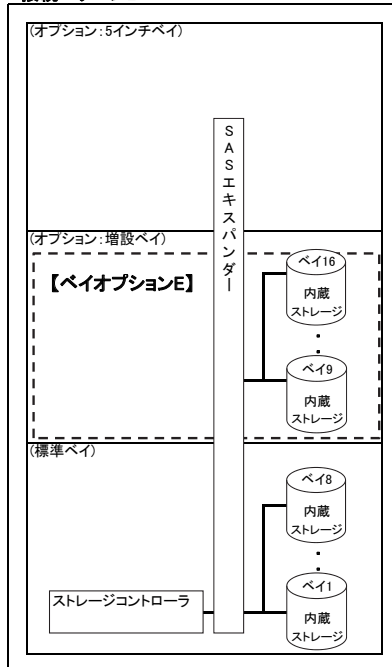 (オプション:5インチベイ)
SASエキスパンダー
(オプション:増設ベイ)
【ベイオプションE】
ベイ16
内蔵
ストレージ
・
・
ベイ9
内蔵
ストレージ
(標準ベイ)
ベイ8
内蔵
ストレージ
・
・
ベイ1
内蔵
ストレージ
ストレージコントローラ